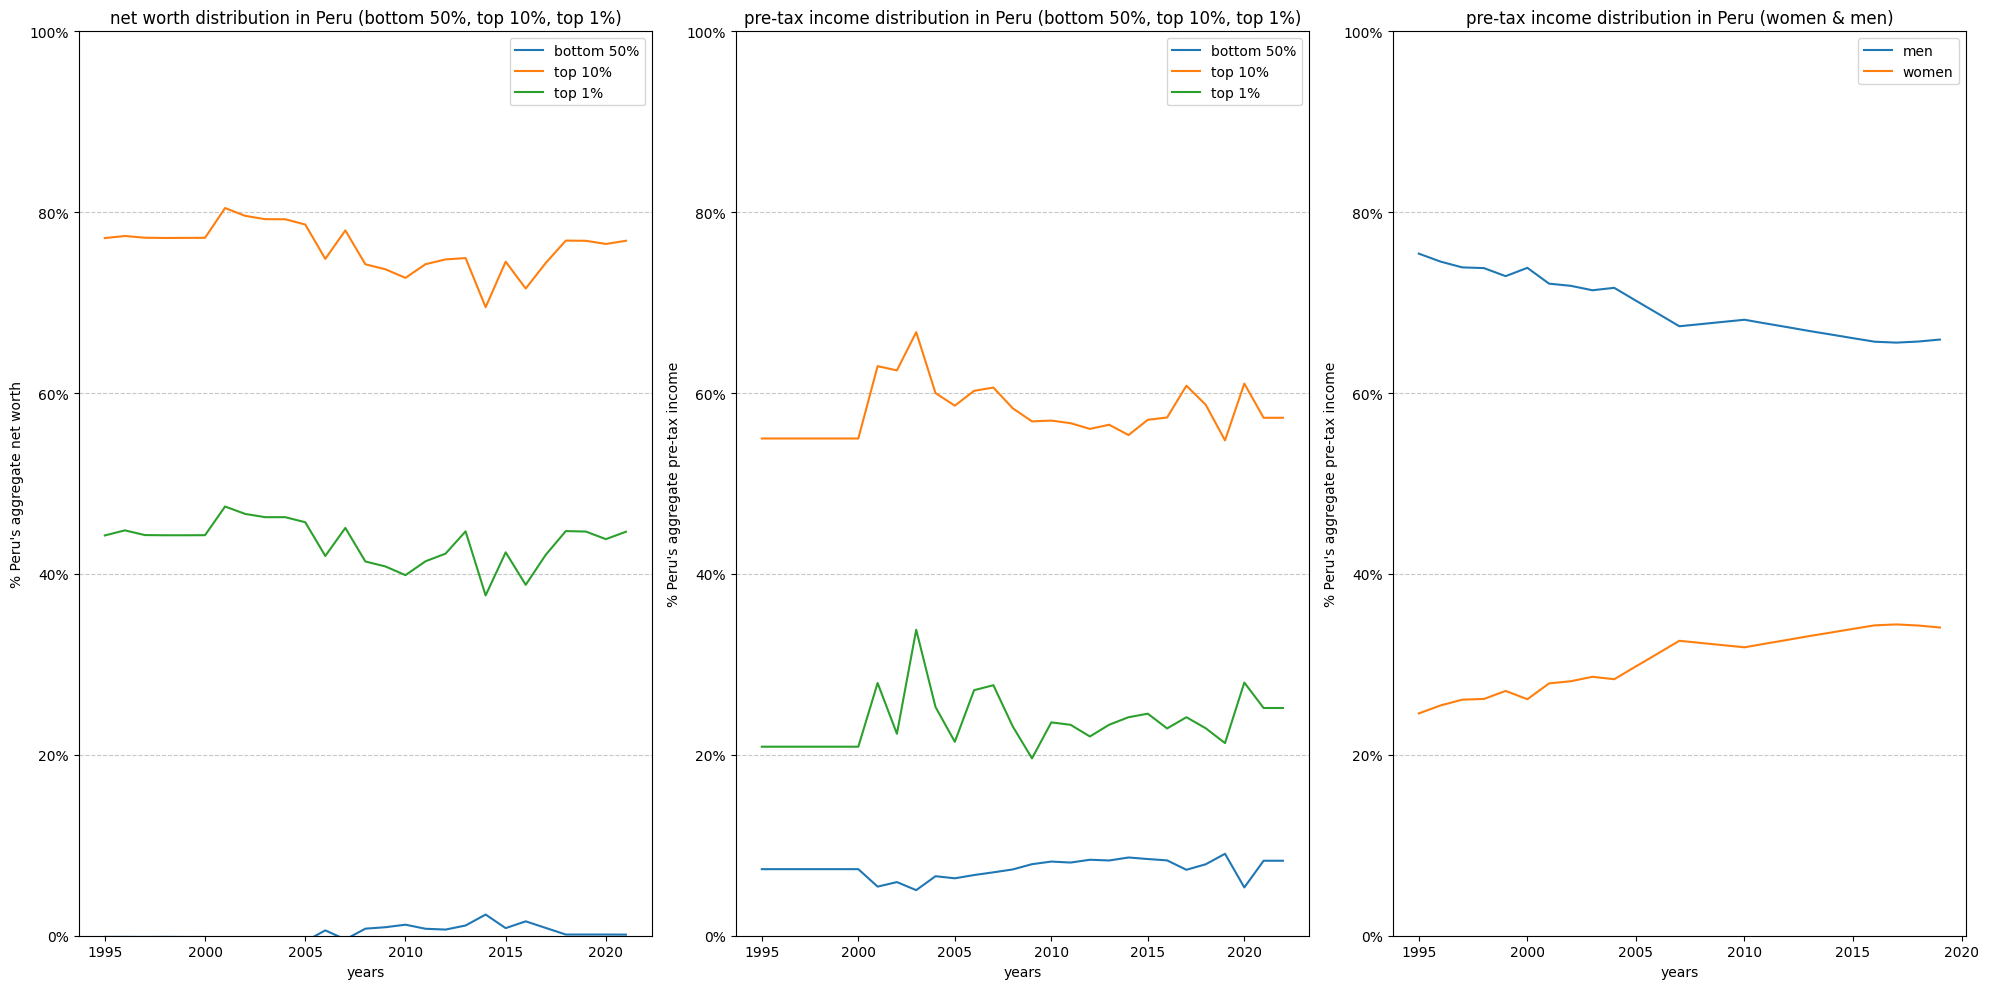 net worth distribution in Peru (bottom 50%, top 10%, top 1%)
100%
80%
60%
40%
20%
0%
% Peru's aggregate net worth
bottom 50%
top 10%
top 1%
1995
2000
2005
2010
2015
2020
years
pre-tax income distribution in Peru (bottom 50%, top 10%, top 1%)
100%
80%
60%
40%
20%
0%
% Peru's aggregate pre-tax income
bottom 50%
top 10%
top 1%
1995
2000
2005
2010
2015
2020
years
pre-tax income distribution in Peru (women & men)
100%
80%
60%
40%
20%
0%
% Peru's aggregate pre-tax income
men
women
1995
2000
2005
2010
2015
2020
years